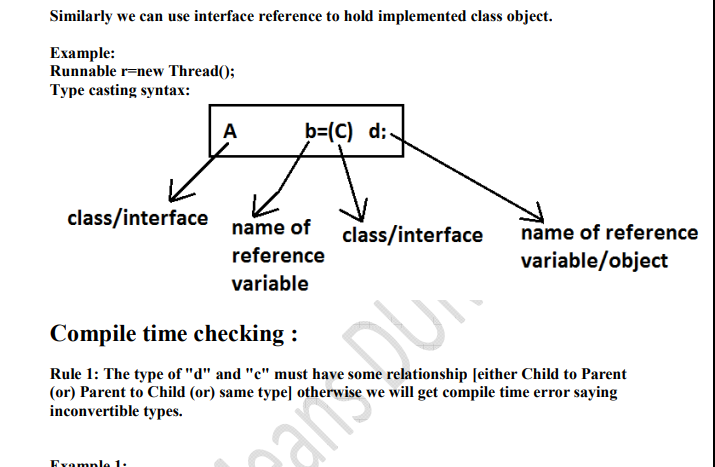 Similarly we can use interface reference to hold implemented class object.
Example:
Runnable r=new Thread();
Type casting syntax:
A b=(C) d;
class/interface
name of
reference
variable
class/interface
name of reference
variable/object
Compile time checking :
Rule 1: The type of "d" and "c" must have some relationship [either Child to Parent
(or) Parent to Child (or) same type] otherwise we will get compile time error saying
inconvertible types.
Example 1: